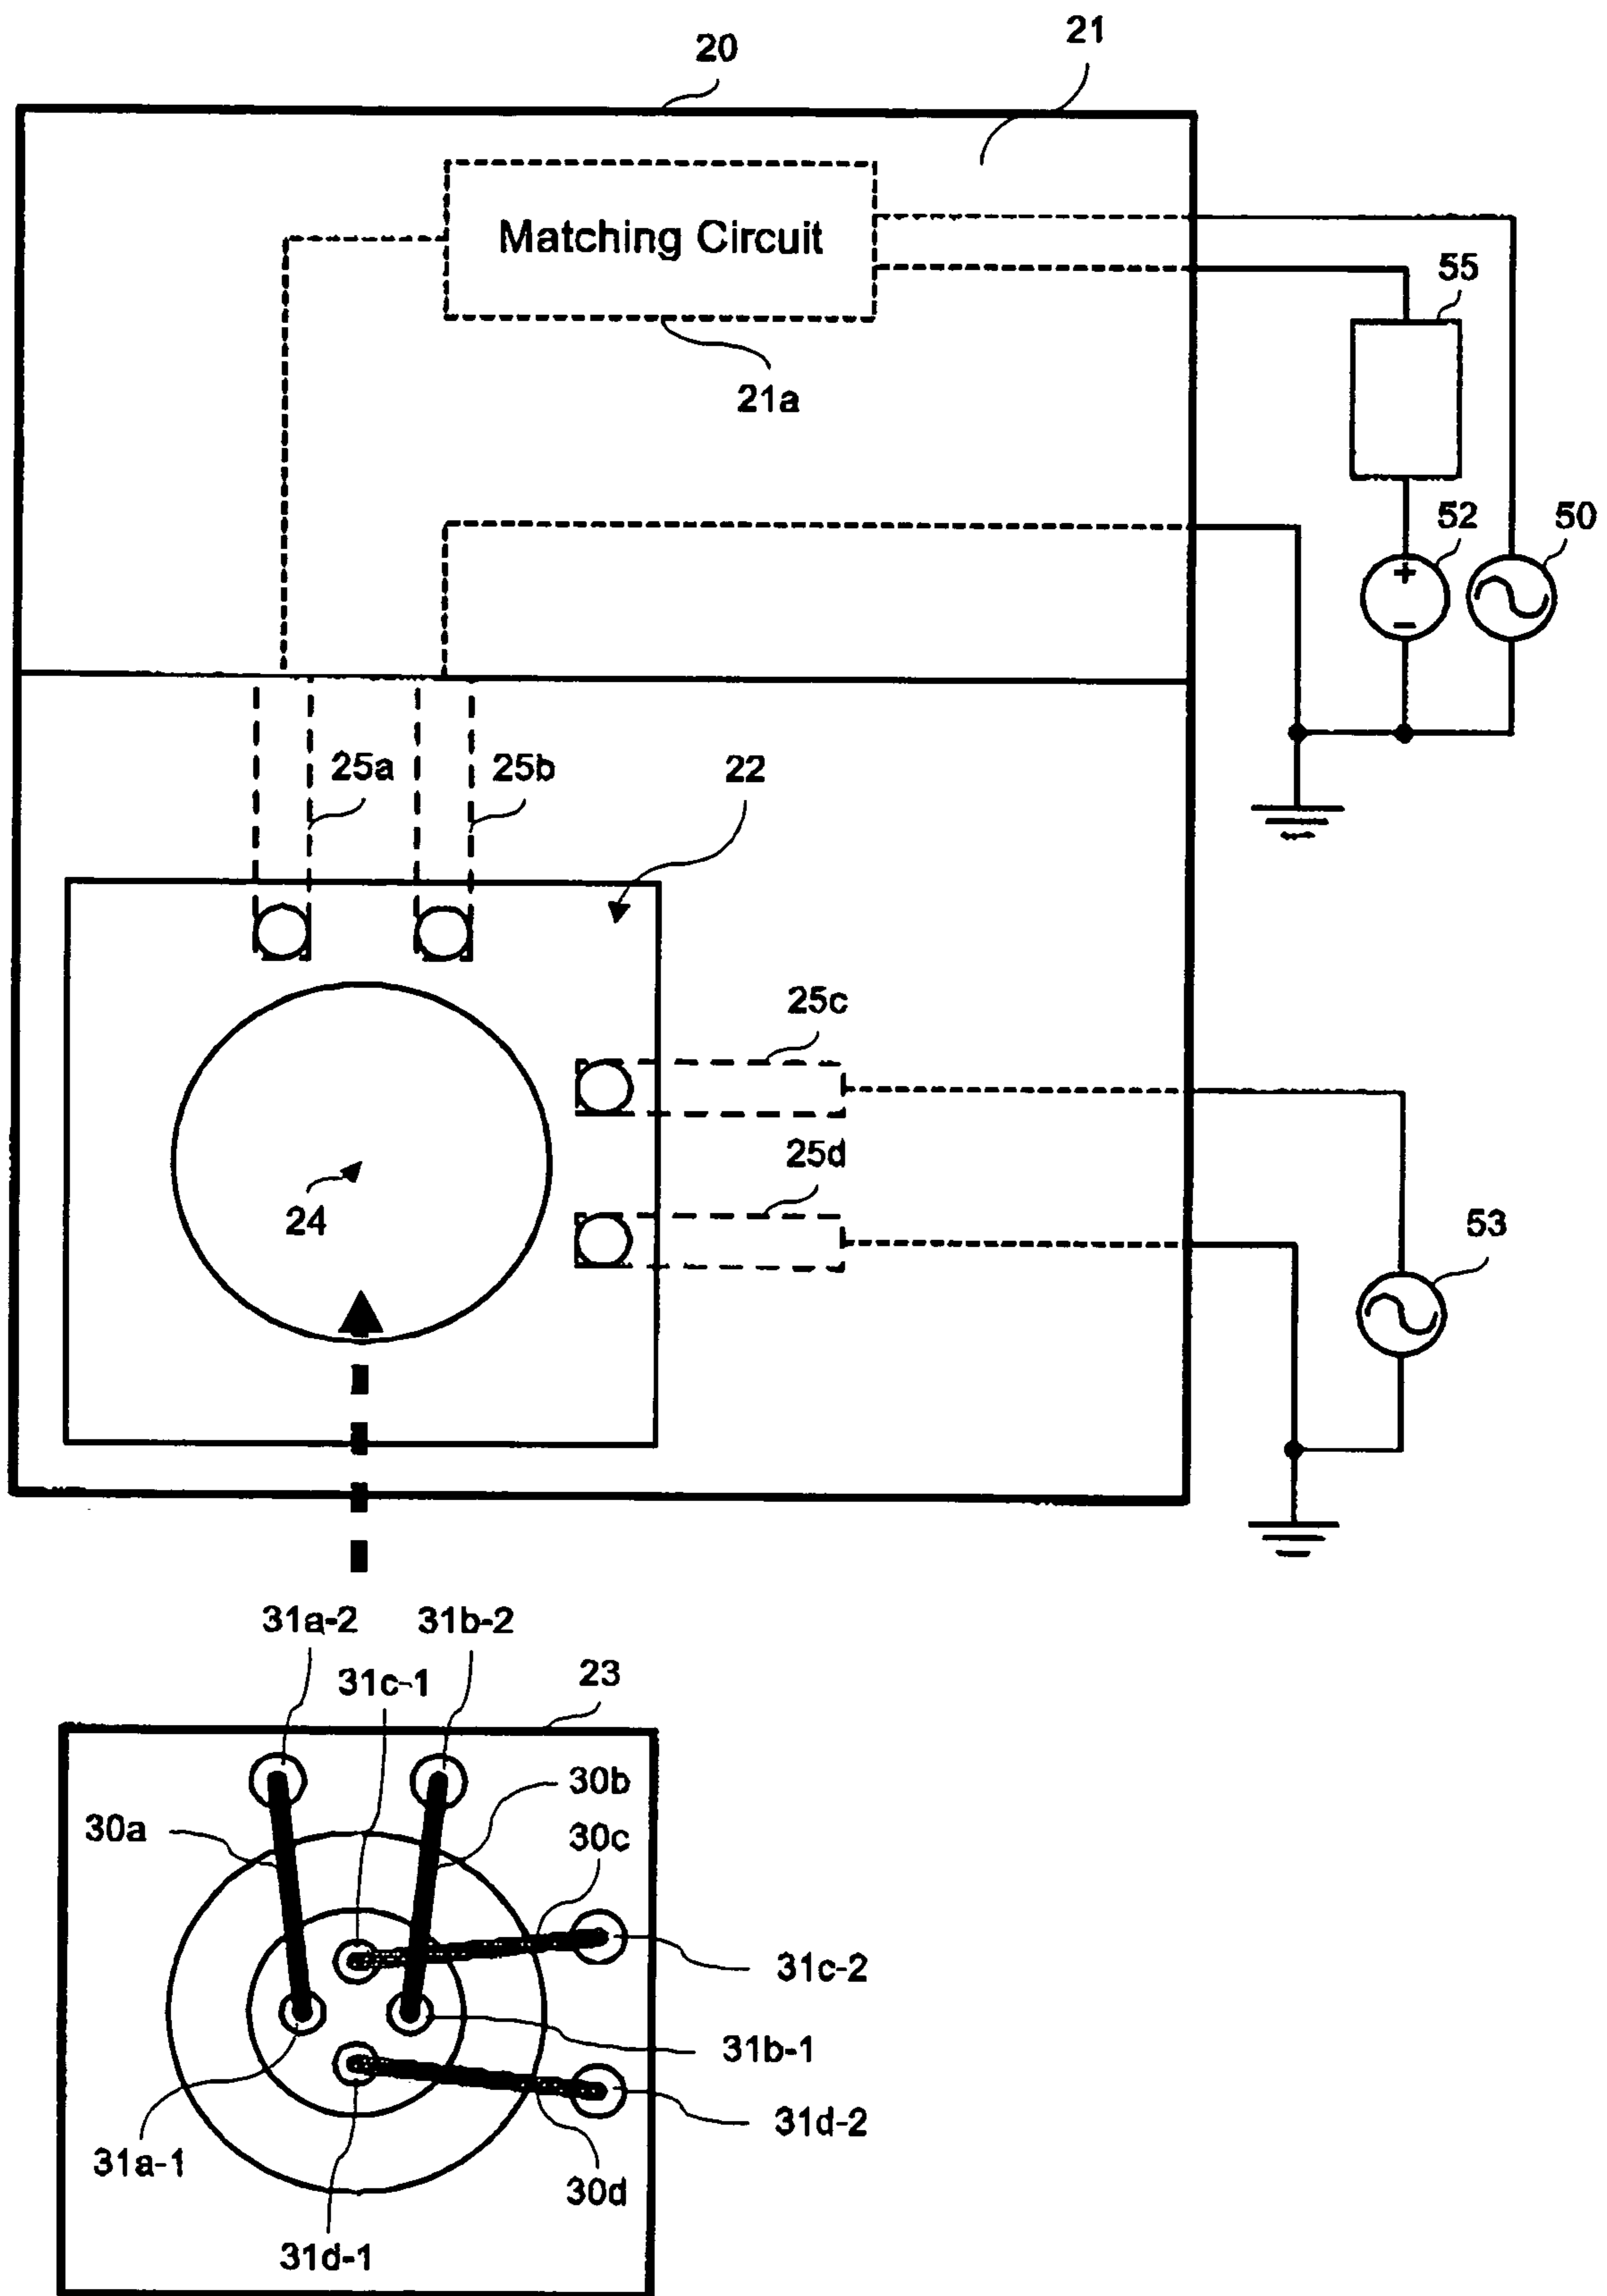 20
21
Matching Circuit
21a
55
52
50
+
−
25a
25b
22
25c
25d
24
53
31a-2
31b-2
31c-1
23
30b
30a
30c
31c-2
31b-1
31d-2
31a-1
30d
31d-1